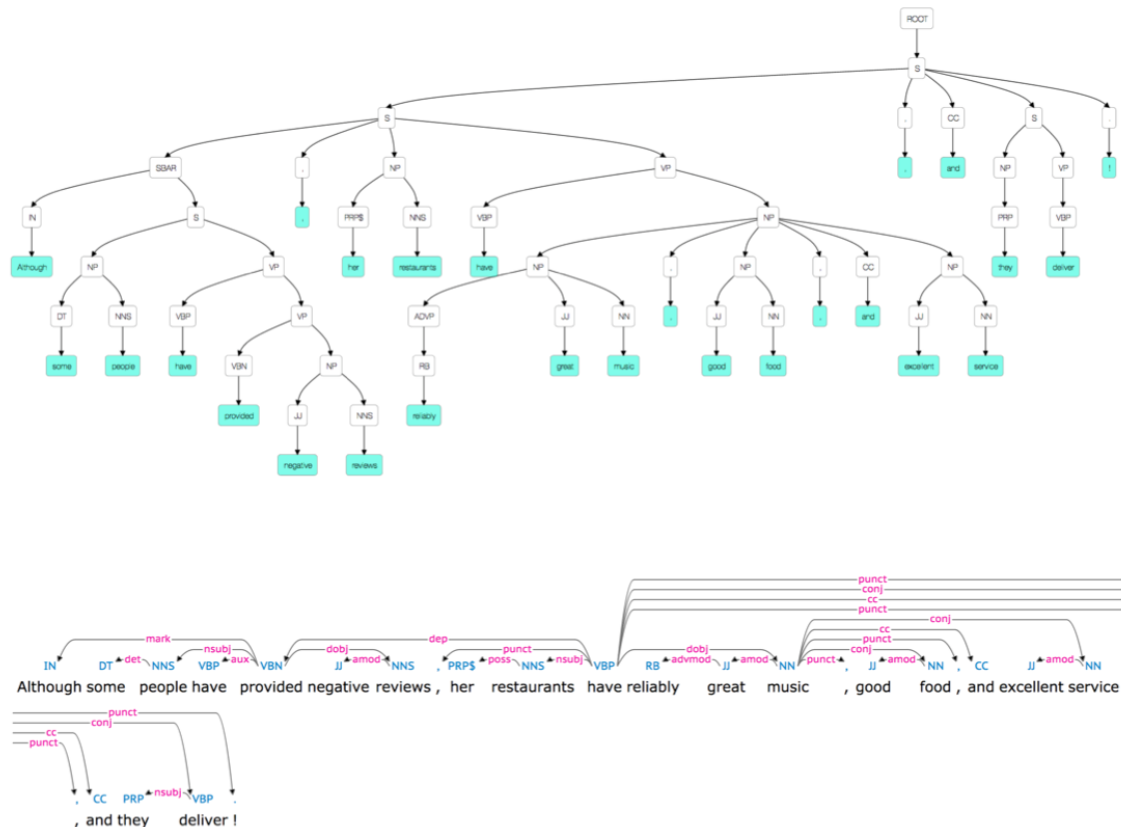 ROOT
S
S , CC S .
SBAR , NP VP , and NP VP !
IN S , PRP$ NNS VBP NP PRP VBP
Although NP VP her restaurants have NP , NP , CC NP they deliver
DT NNS VBP VP ADVP JJ NN , JJ NN , and JJ NN
some people have VBN NP RB great music good food excellent service
provided JJ NNS reliably
negative reviews
punct
conj
cc
punct
conj
mark dep cc
nsubj punct punct
dobj dobj conj
IN DT det NNS VBP aux VBN JJ amod NNS , PRP$ poss NNS nsubj VBP RB advmod JJ amod NN punct , JJ amod NN , CC JJ amod NN
Although some people have provided negative reviews , her restaurants have reliably great music , good food , and excellent service
punct
conj
cc
punct
, CC PRP nsubj VBP .
, and they deliver !